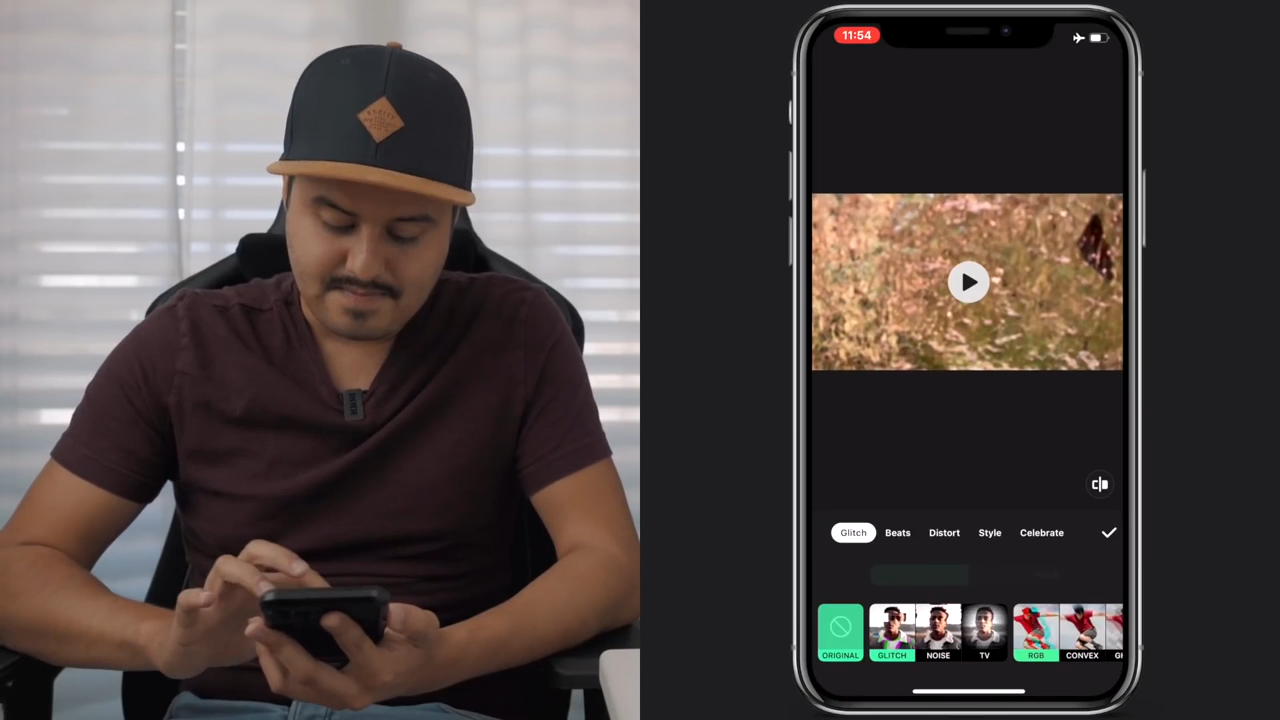 11:54
Glitch Beats Distort Style Celebrate
ORIGINAL GLITCH NOISE TV RGB CONVEX